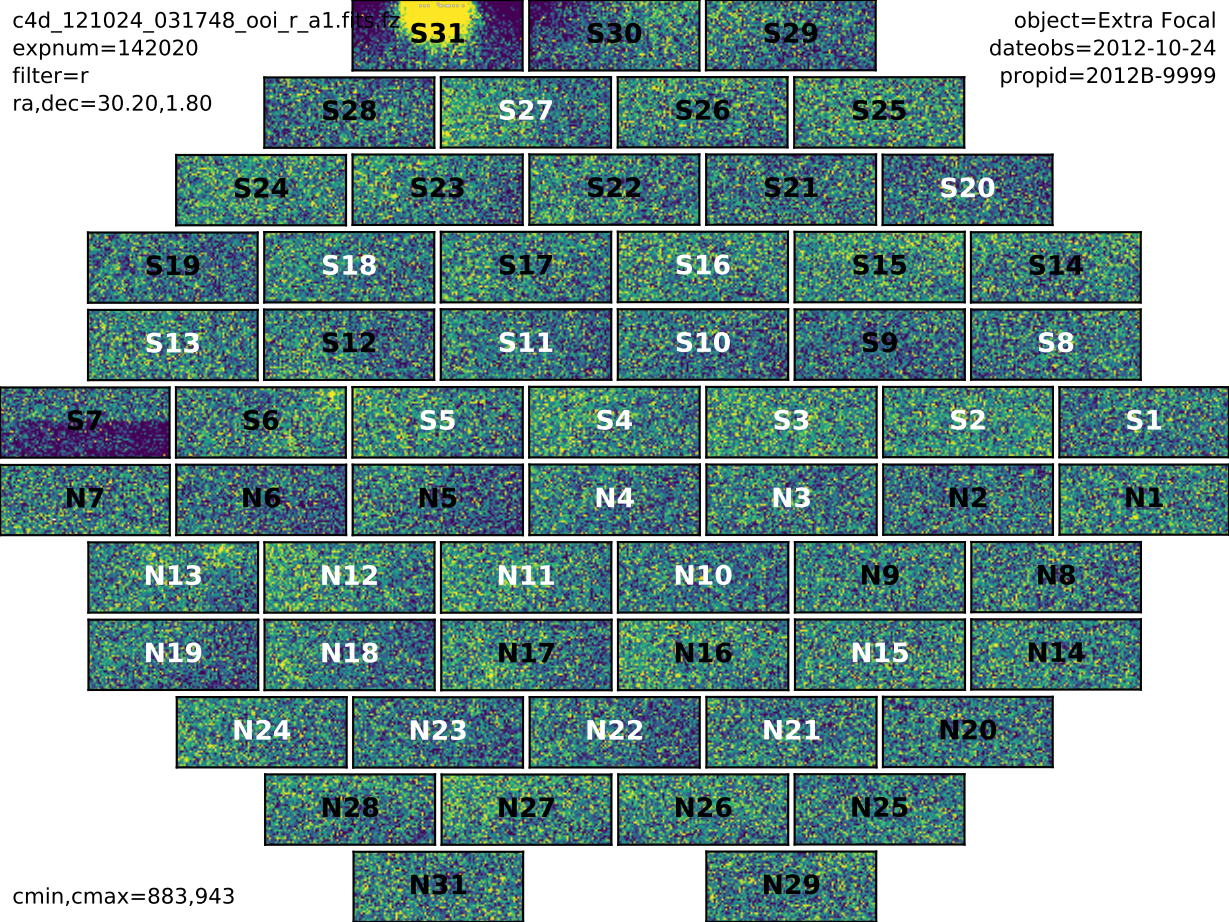 c4d_121024_031748_ooi_r_a1.fits.fz
expnum=142020
filter=r
ra,dec=30.20,1.80
object=Extra Focal
dateobs=2012-10-24
propid=2012B-9999
S31 S30 S29
S28 S27 S26 S25
S24 S23 S22 S21 S20
S19 S18 S17 S16 S15 S14
S13 S12 S11 S10 S9 S8
S7 S6 S5 S4 S3 S2 S1
N7 N6 N5 N4 N3 N2 N1
N13 N12 N11 N10 N9 N8
N19 N18 N17 N16 N15 N14
N24 N23 N22 N21 N20
N28 N27 N26 N25
N31 N29
cmin,cmax=883,943